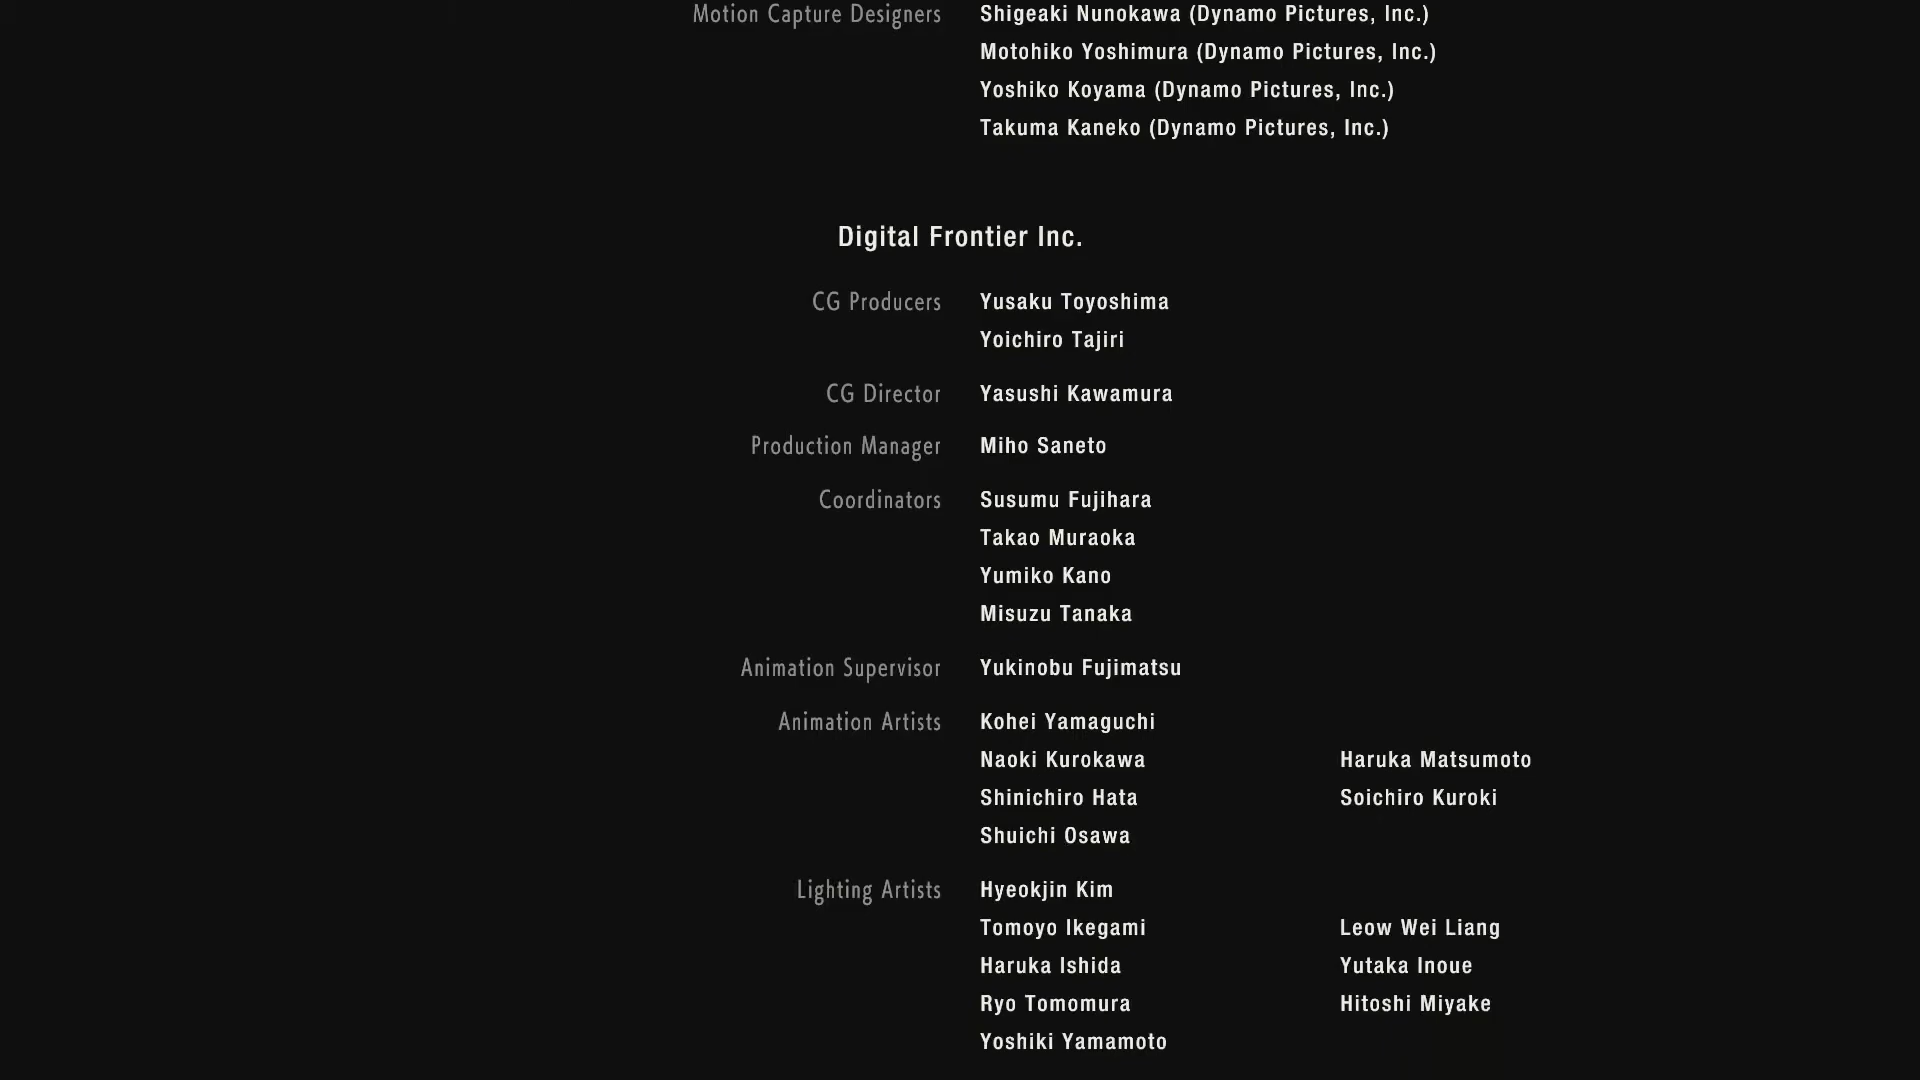 Motion Capture Designers Shigeaki Nunokawa (Dynamo Pictures, Inc.)
Motohiko Yoshimura (Dynamo Pictures, Inc.)
Yoshiko Koyama (Dynamo Pictures, Inc.)
Takuma Kaneko (Dynamo Pictures, Inc.)
Digital Frontier Inc.
CG Producers Yusaku Toyoshima
Yoichiro Tajiri
CG Director Yasushi Kawamura
Production Manager Miho Saneto
Coordinators Susumu Fujihara
Takao Muraoka
Yumiko Kano
Misuzu Tanaka
Animation Supervisor Yukinobu Fujimatsu
Animation Artists Kohei Yamaguchi
Naoki Kurokawa Haruka Matsumoto
Shinichiro Hata Soichiro Kuroki
Shuichi Osawa
Lighting Artists Hyeokjin Kim
Tomoyo Ikegami Leow Wei Liang
Haruka Ishida Yutaka Inoue
Ryo Tomomura Hitoshi Miyake
Yoshiki Yamamoto